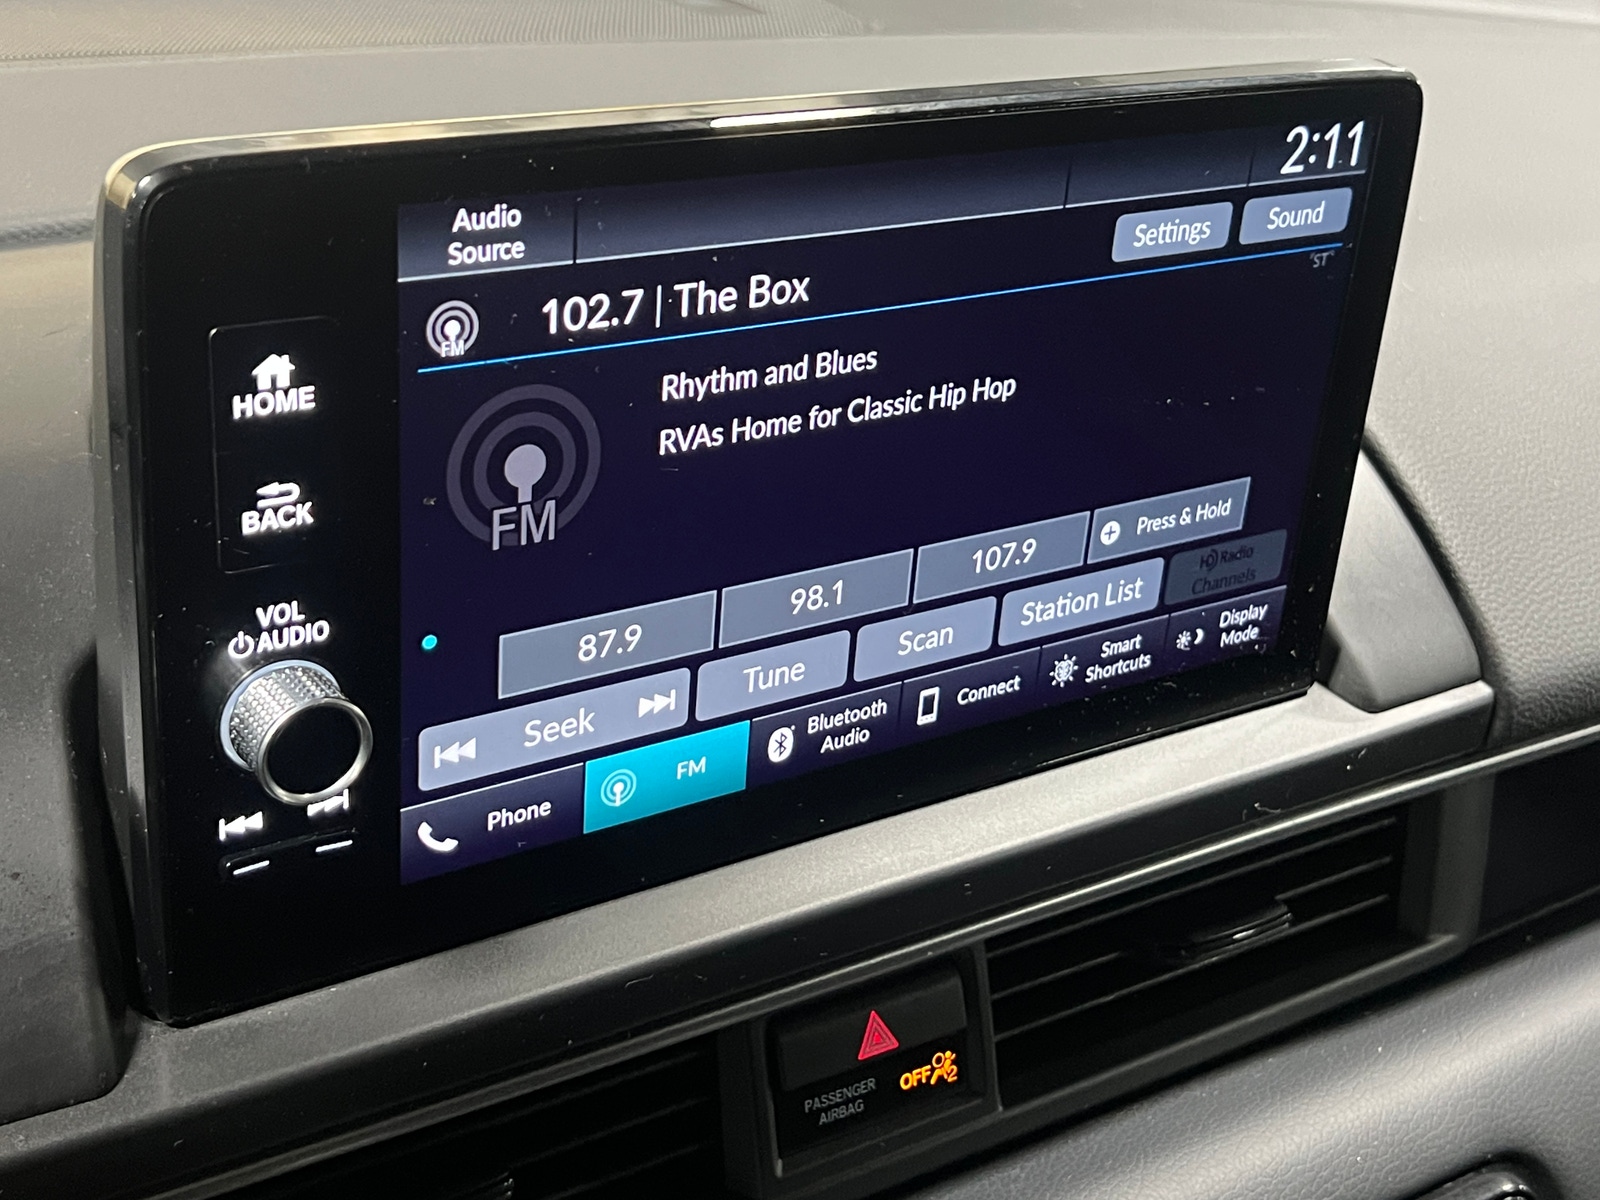 2:11
Audio
Source
Settings
Sound
"ST"
FM
102.7 | The Box
Rhythm and Blues
RVAs Home for Classic Hip Hop
FM
HOME
BACK
VOL
AUDIO
87.9
98.1
107.9
Press & Hold
Seek
Tune
Scan
Station List
HD Radio
Channels
Phone
FM
Bluetooth
Audio
Connect
Smart
Shortcuts
Display
Mode
PASSENGER
AIRBAG
OFF 2